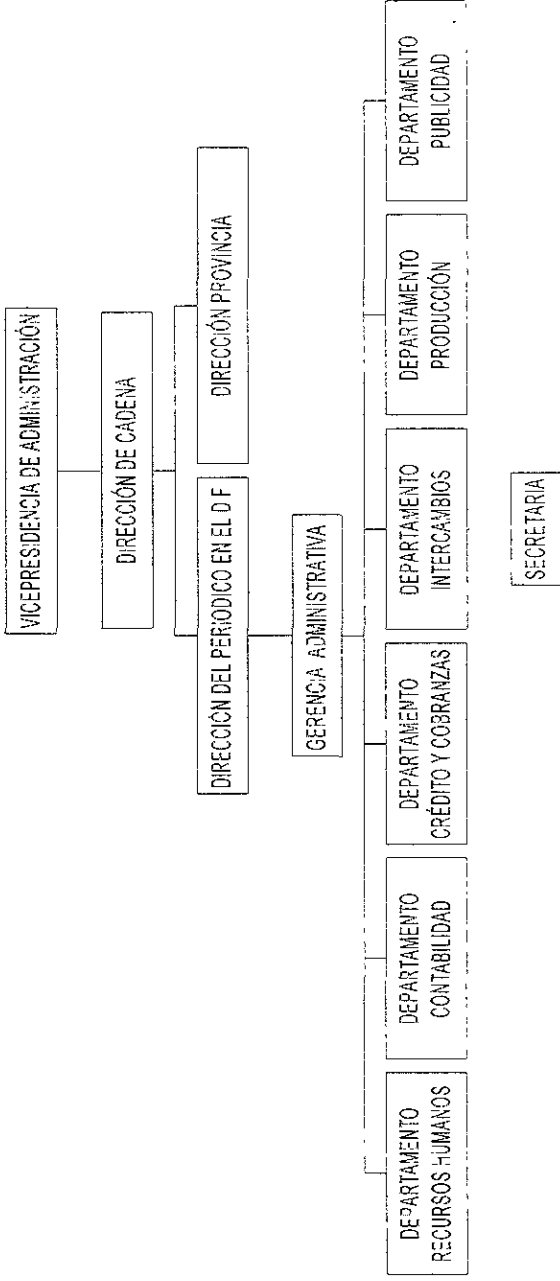 VICEPRESIDENCIA DE ADMINISTRACIÓN
DIRECCIÓN DE CADENA
DIRECCIÓN DEL PERIODICO EN EL D F
DIRECCIÓN PROVINCIA
GERENCIA ADMINISTRATIVA
DEPARTAMENTO
RECURSOS HUMANOS
DEPARTAMENTO
CONTABILIDAD
DEPARTAMENTO
CRÉDITO Y COBRANZAS
DEPARTAMENTO
INTERCAMBIOS
DEPARTAMENTO
PRODUCCIÓN
DEPARTAMENTO
PUBLICIDAD
SECRETARIA